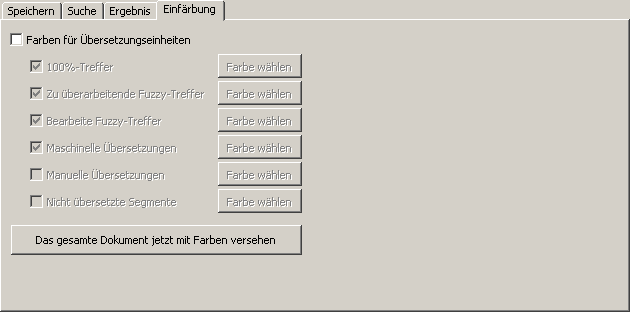 Speichern Suche Ergebnis Einfärbung
Farben für Übersetzungseinheiten
100%-Treffer Farbe wählen
Zu überarbeitende Fuzzy-Treffer Farbe wählen
Bearbeite Fuzzy-Treffer Farbe wählen
Maschinelle Übersetzungen Farbe wählen
Manuelle Übersetzungen Farbe wählen
Nicht übersetzte Segmente Farbe wählen
Das gesamte Dokument jetzt mit Farben versehen